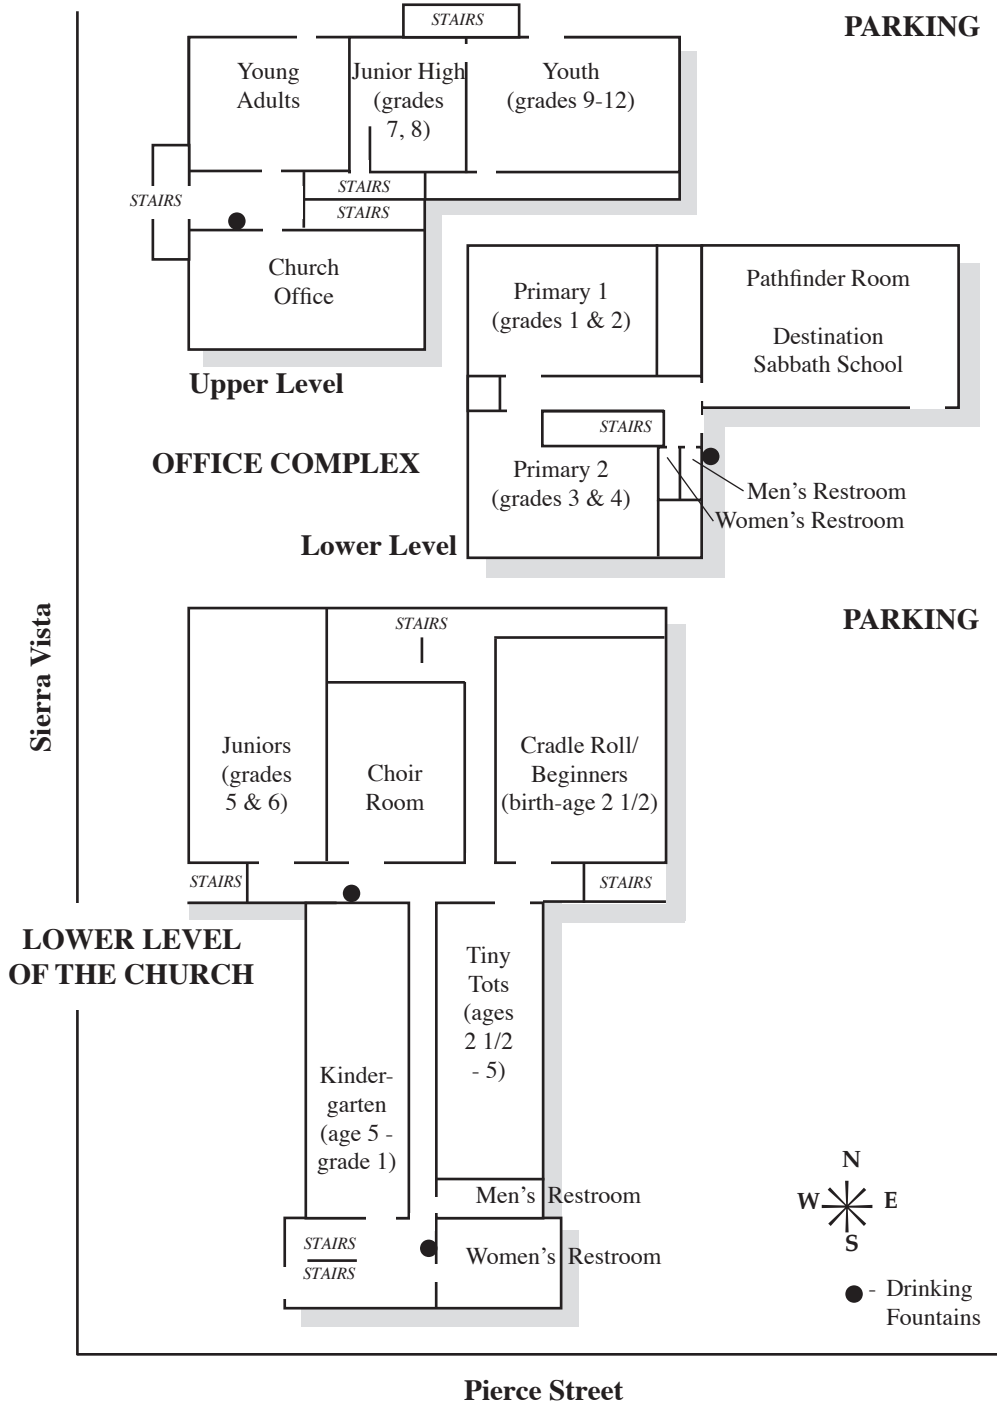 STAIRS
PARKING
Young
Adults
Junior High
(grades
7, 8)
Youth
(grades 9-12)
STAIRS
STAIRS
STAIRS
Church
Office
Upper Level
Primary 1
(grades 1 & 2)
Pathfinder Room
Destination
Sabbath School
STAIRS
OFFICE COMPLEX
Primary 2
(grades 3 & 4)
Men's Restroom
Women's Restroom
Lower Level
Sierra Vista
PARKING
STAIRS
Juniors
(grades
5 & 6)
Choir
Room
Cradle Roll/
Beginners
(birth-age 2 1/2)
STAIRS
STAIRS
LOWER LEVEL
OF THE CHURCH
Tiny
Tots
(ages
2 1/2
- 5)
Kinder-
garten
(age 5 -
grade 1)
Men's Restroom
STAIRS
STAIRS
Women's Restroom
N
W E
S
- Drinking
Fountains
Pierce Street